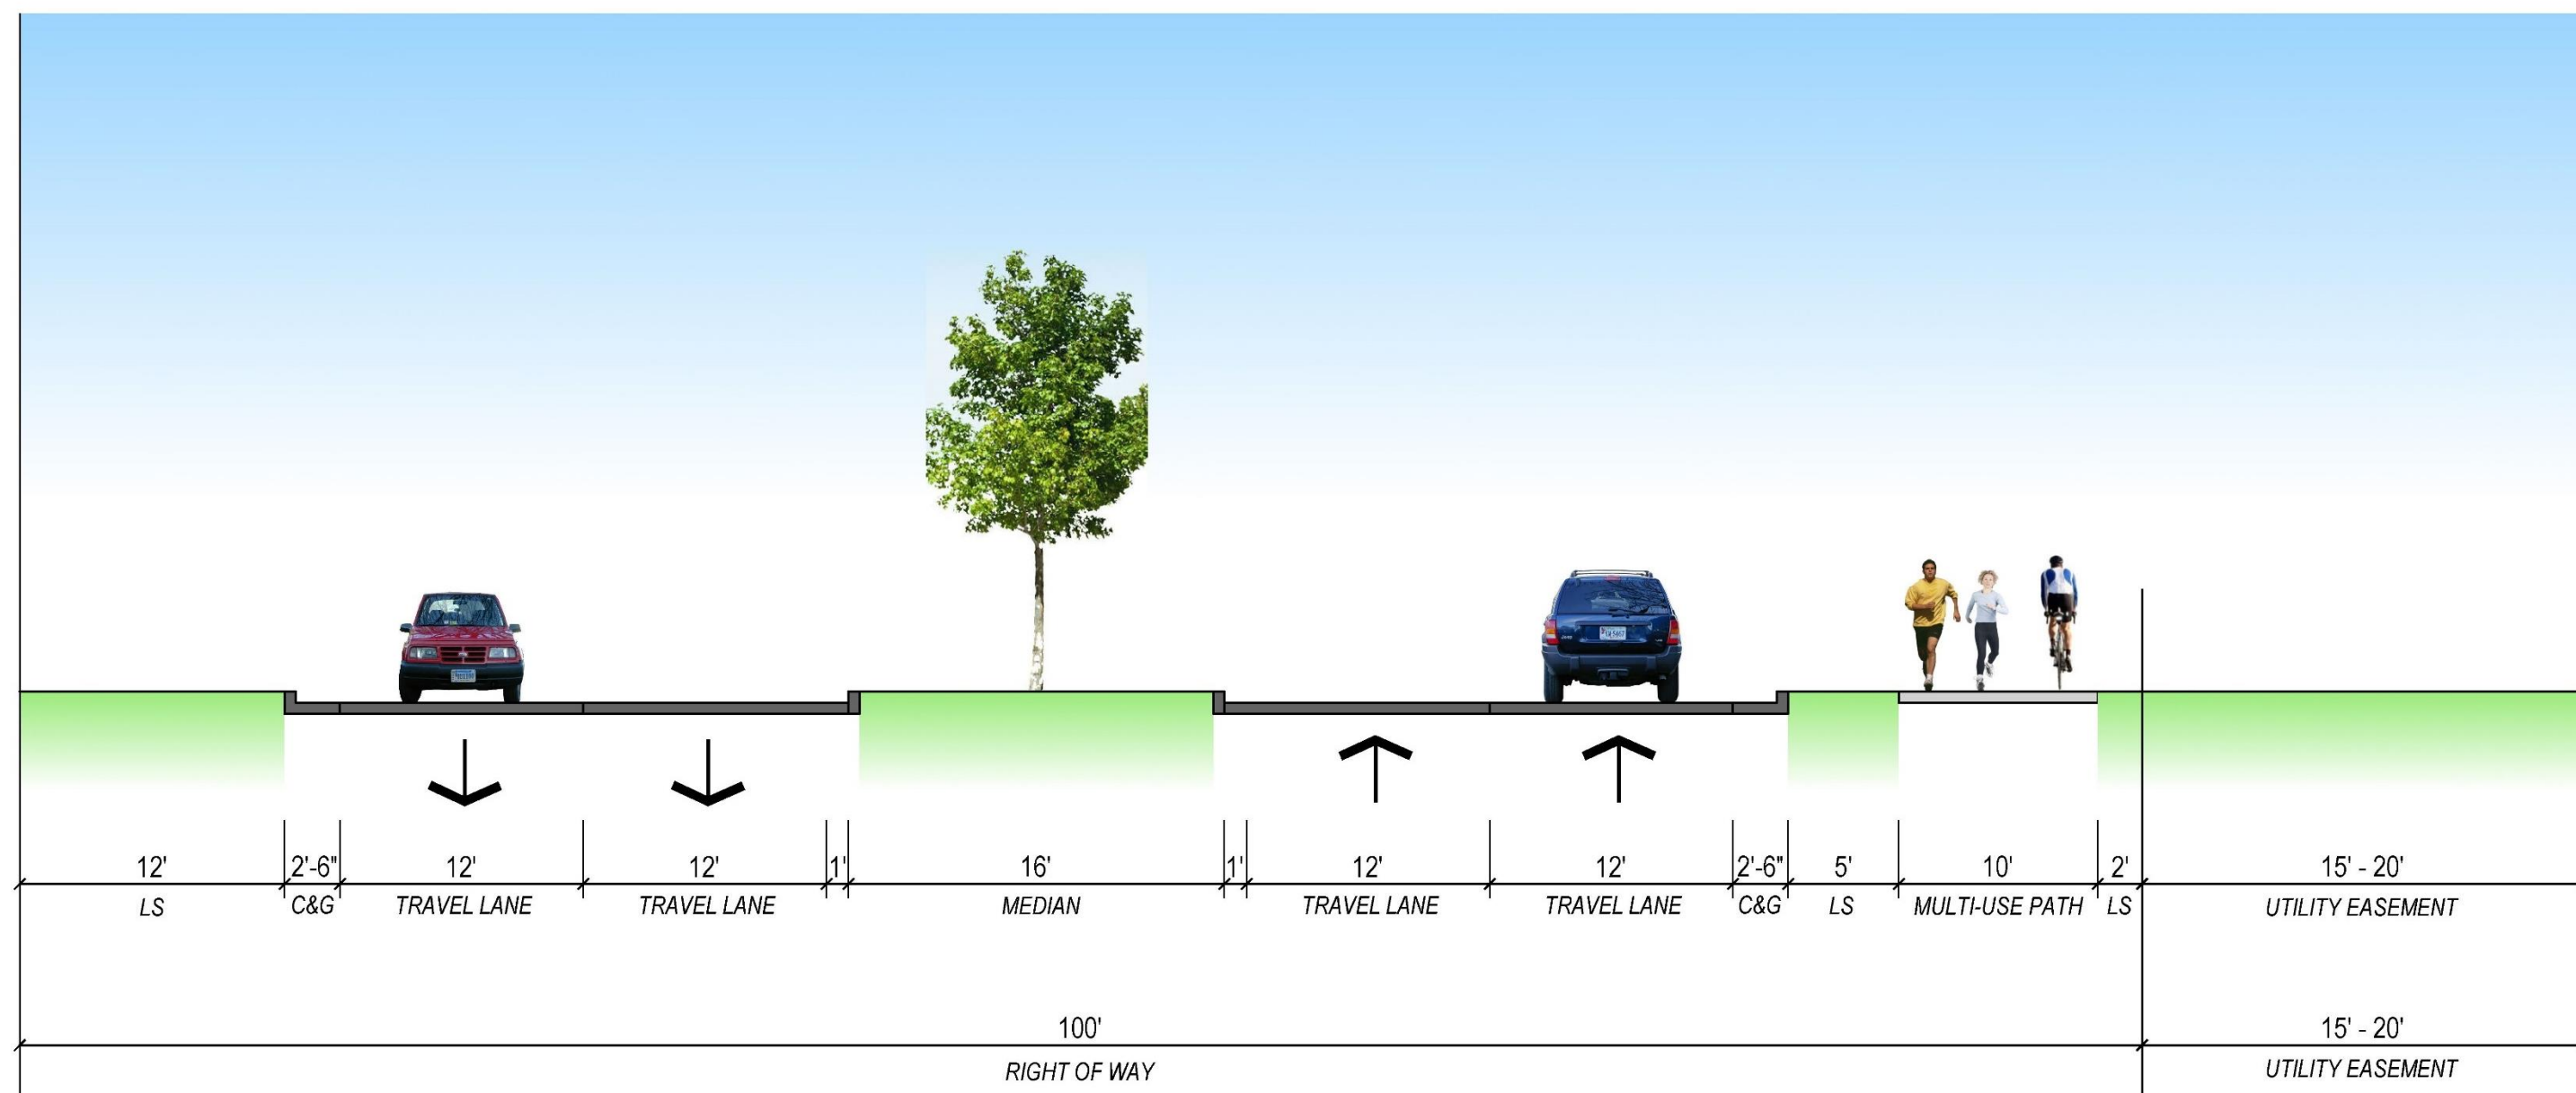 12' 2'-6" 12' 12' 1' 16' 1' 12' 12' 2'-6" 5' 10' 2' 15' - 20'
LS C&G TRAVEL LANE TRAVEL LANE MEDIAN TRAVEL LANE TRAVEL LANE C&G LS MULTI-USE PATH LS UTILITY EASEMENT
100' 15' - 20'
RIGHT OF WAY UTILITY EASEMENT